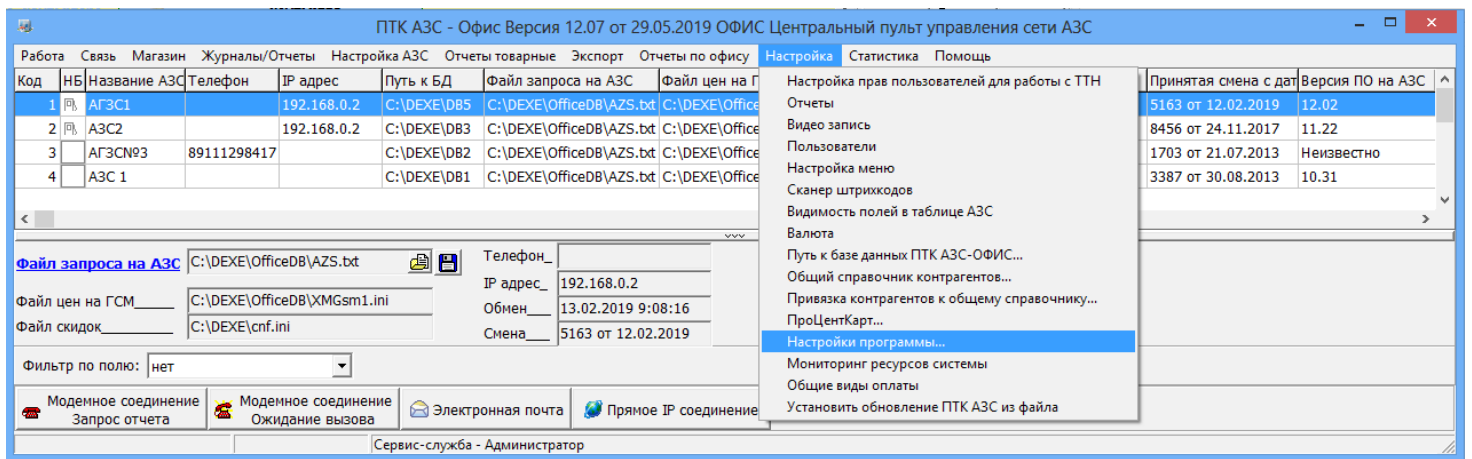 ПТК АЗС - Офис Версия 12.07 от 29.05.2019 ОФИС Центральный пульт управления сети АЗС
Работа Связь Магазин Журналы/Отчеты Настройка АЗС Отчеты товарные Экспорт Отчеты по офису Настройка Статистика Помощь
Код НБ Название АЗС Телефон IP адрес Путь к БД Файл запроса на АЗС Файл цен на Г Принятая смена с дат Версия ПО на АЗС
1 АГЗС1 192.168.0.2 C:\DEXE\DB5 C:\DEXE\OfficeDB\AZS.txt C:\DEXE\Office 5163 от 12.02.2019 12.02
2 АЗС2 192.168.0.2 C:\DEXE\DB3 C:\DEXE\OfficeDB\AZS.txt C:\DEXE\Office 8456 от 24.11.2017 11.22
3 АГЗС№3 89111298417 C:\DEXE\DB2 C:\DEXE\OfficeDB\AZS.txt C:\DEXE\Office 1703 от 21.07.2013 Неизвестно
4 АЗС 1 C:\DEXE\DB1 C:\DEXE\OfficeDB\AZS.txt C:\DEXE\Office 3387 от 30.08.2013 10.31
Настройка прав пользователей для работы с ТТН
Отчеты
Видео запись
Пользователи
Настройка меню
Сканер штрихкодов
Видимость полей в таблице АЗС
Валюта
Путь к базе данных ПТК АЗС-ОФИС...
Общий справочник контрагентов...
Привязка контрагентов к общему справочнику...
ПроЦентКарт...
Настройки программы...
Мониторинг ресурсов системы
Общие виды оплаты
Установить обновление ПТК АЗС из файла
Файл запроса на АЗС C:\DEXE\OfficeDB\AZS.txt
Файл цен на ГСМ_____ C:\DEXE\OfficeDB\XMGsm1.ini
Файл скидок_________ C:\DEXE\cnf.ini
Телефон_
IP адрес_ 192.168.0.2
Обмен___ 13.02.2019 9:08:16
Смена___ 5163 от 12.02.2019
Фильтр по полю: нет
Модемное соединение
Запрос отчета
Модемное соединение
Ожидание вызова
Электронная почта
Прямое IP соединение
Сервис-служба - Администратор